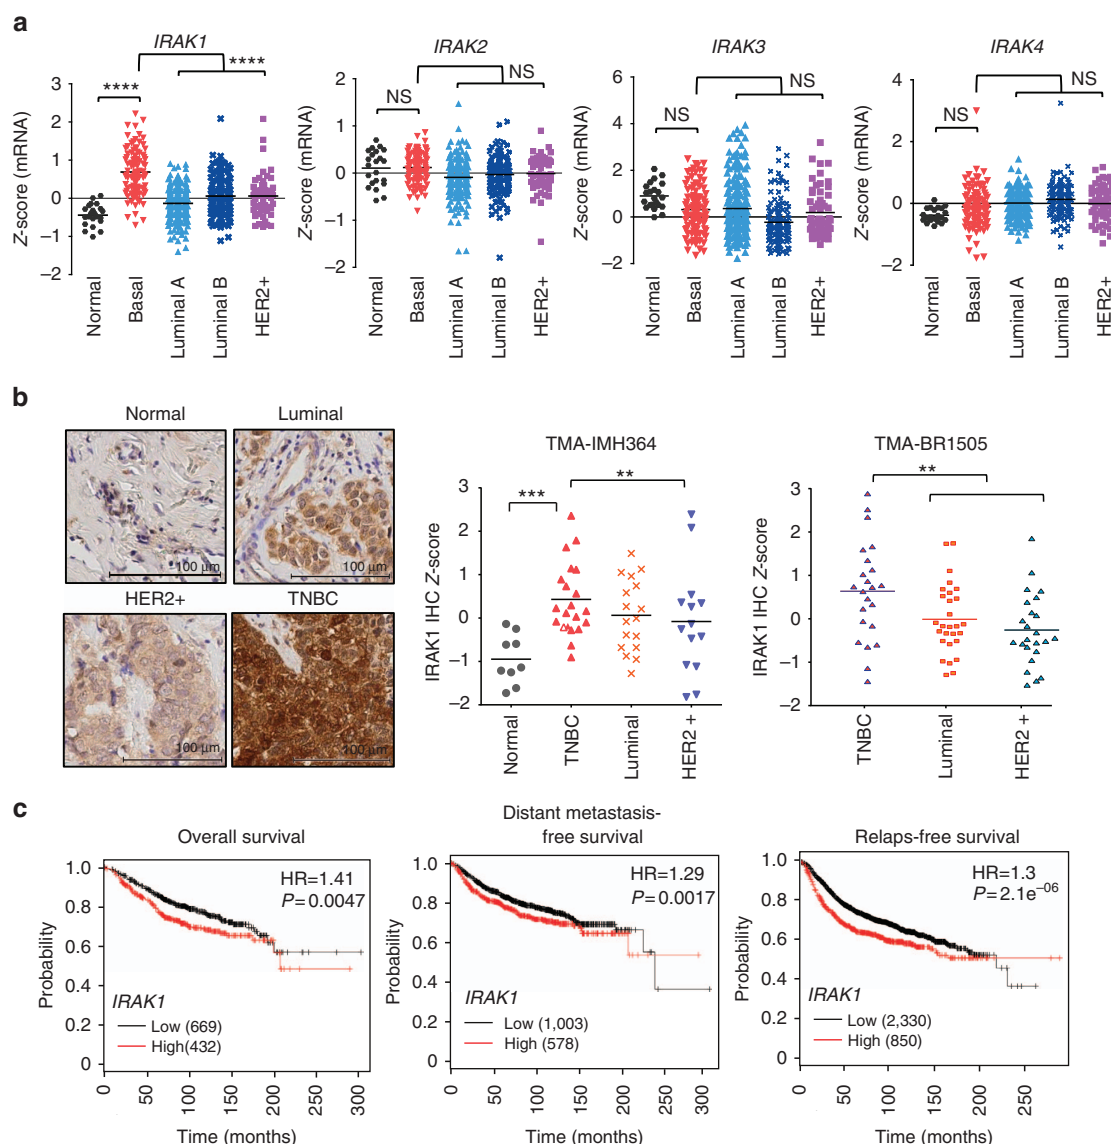 a
IRAK1
IRAK2
IRAK3
IRAK4
****
****
NS
NS
NS
NS
NS
NS
Z-score (mRNA)
3
2
1
0
−1
−2
Normal
Basal
Luminal A
Luminal B
HER2+
Z-score (mRNA)
2
1
0
−1
−2
Normal
Basal
Luminal A
Luminal B
HER2+
Z-score (mRNA)
6
4
2
0
−2
Normal
Basal
Luminal A
Luminal B
HER2+
Z-score (mRNA)
4
2
0
−2
Normal
Basal
Luminal A
Luminal B
HER2+
b
Normal
Luminal
100 µm
100 µm
HER2+
TNBC
100 µm
100 µm
TMA-IMH364
***
**
IRAK1 IHC Z-score
3
2
1
0
−1
−2
Normal
TNBC
Luminal
HER2 +
TMA-BR1505
**
IRAK1 IHC Z-score
3
2
1
0
−1
−2
TNBC
Luminal
HER2 +
c
Overall survival
HR=1.41
P=0.0047
Probability
1.0
0.8
0.6
0.4
0.2
0
IRAK1
Low (669)
High(432)
0
50
100
150
200
250
300
Time (months)
Distant metastasis-
free survival
HR=1.29
P=0.0017
Probability
1.0
0.8
0.6
0.4
0.2
0
IRAK1
Low (1,003)
High (578)
0
50
100
150
200
250
300
Time (months)
Relaps-free survival
HR=1.3
P=2.1e−06
Probability
1.0
0.8
0.6
0.4
0.2
0
IRAK1
Low (2,330)
High (850)
0
50
100
150
200
250
Time (months)